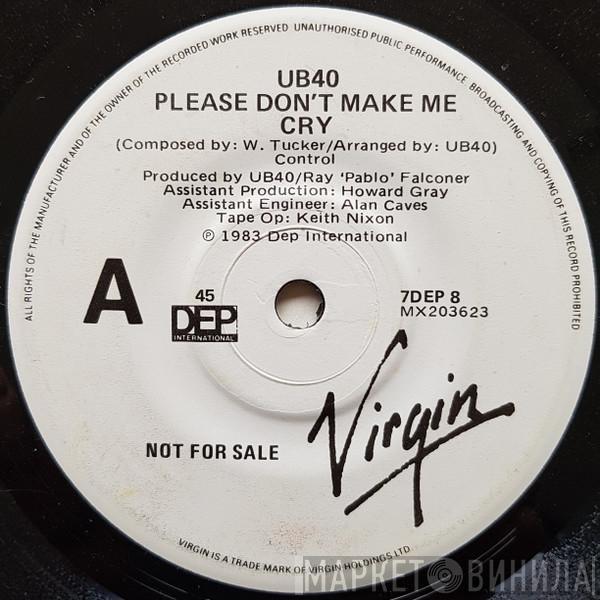 ALL RIGHTS OF THE MANUFACTURER AND OF THE OWNER OF THE RECORDED WORK RESERVED UNAUTHORISED PUBLIC PERFORMANCE, BROADCASTING AND COPYING OF THIS RECORD PROHIBITED
UB40
PLEASE DON'T MAKE ME
CRY
(Composed by: W. Tucker/Arranged by: UB40)
Control
Produced by UB40/Ray 'Pablo' Falconer
Assistant Production: Howard Gray
Assistant Engineer: Alan Caves
Tape Op: Keith Nixon
℗ 1983 Dep International
A
45
DEP
INTERNATIONAL
7DEP 8
MX203623
NOT FOR SALE
Virgin
VIRGIN IS A TRADE MARK OF VIRGIN HOLDINGS LTD
МАРКЕТ ВИНИЛА